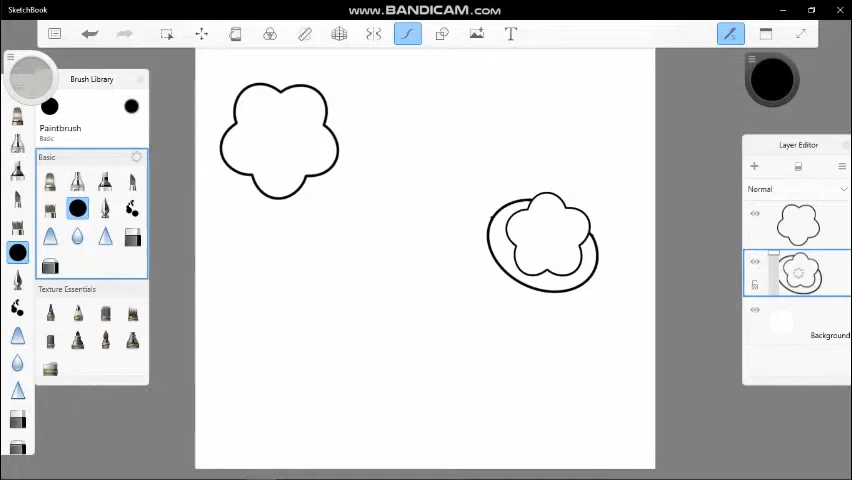 WWW.BANDICAM.COM
SketchBook
T
Brush Library
Layer Editor
Paintbrush
Basic
Basic
Normal
Texture Essentials
Background